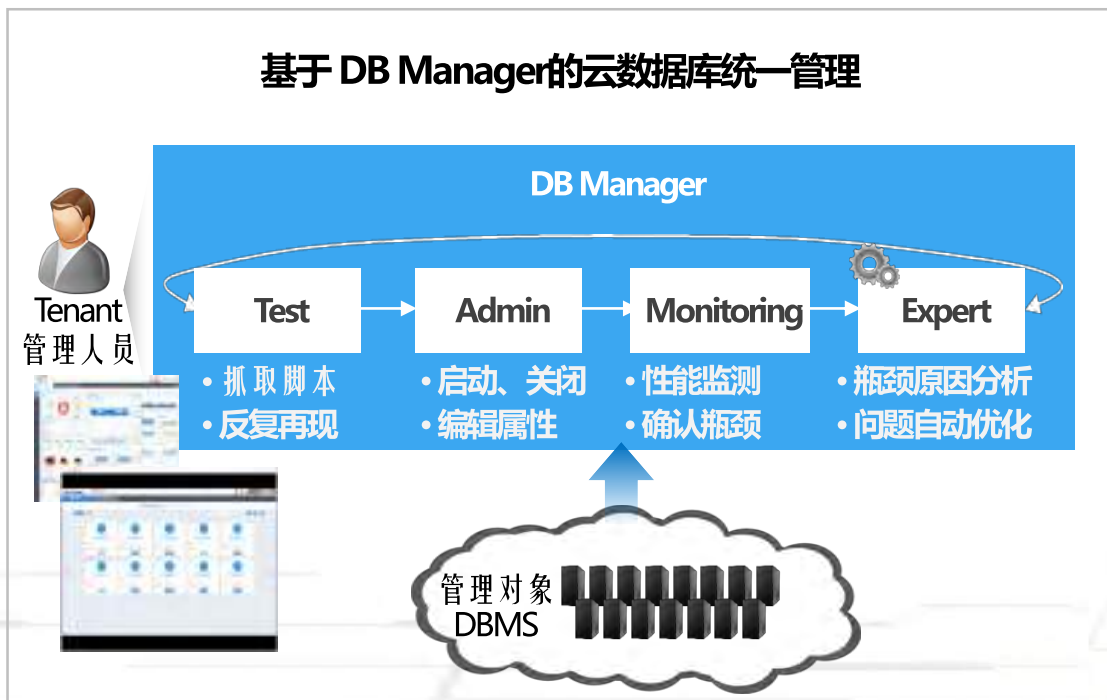 基于 DB Manager的云数据库统一管理
DB Manager
Tenant
管理人员
Test
Admin
Monitoring
Expert
• 抓取脚本
• 反复再现
• 启动、关闭
• 编辑属性
• 性能监测
• 确认瓶颈
• 瓶颈原因分析
• 问题自动优化
管理对象
DBMS